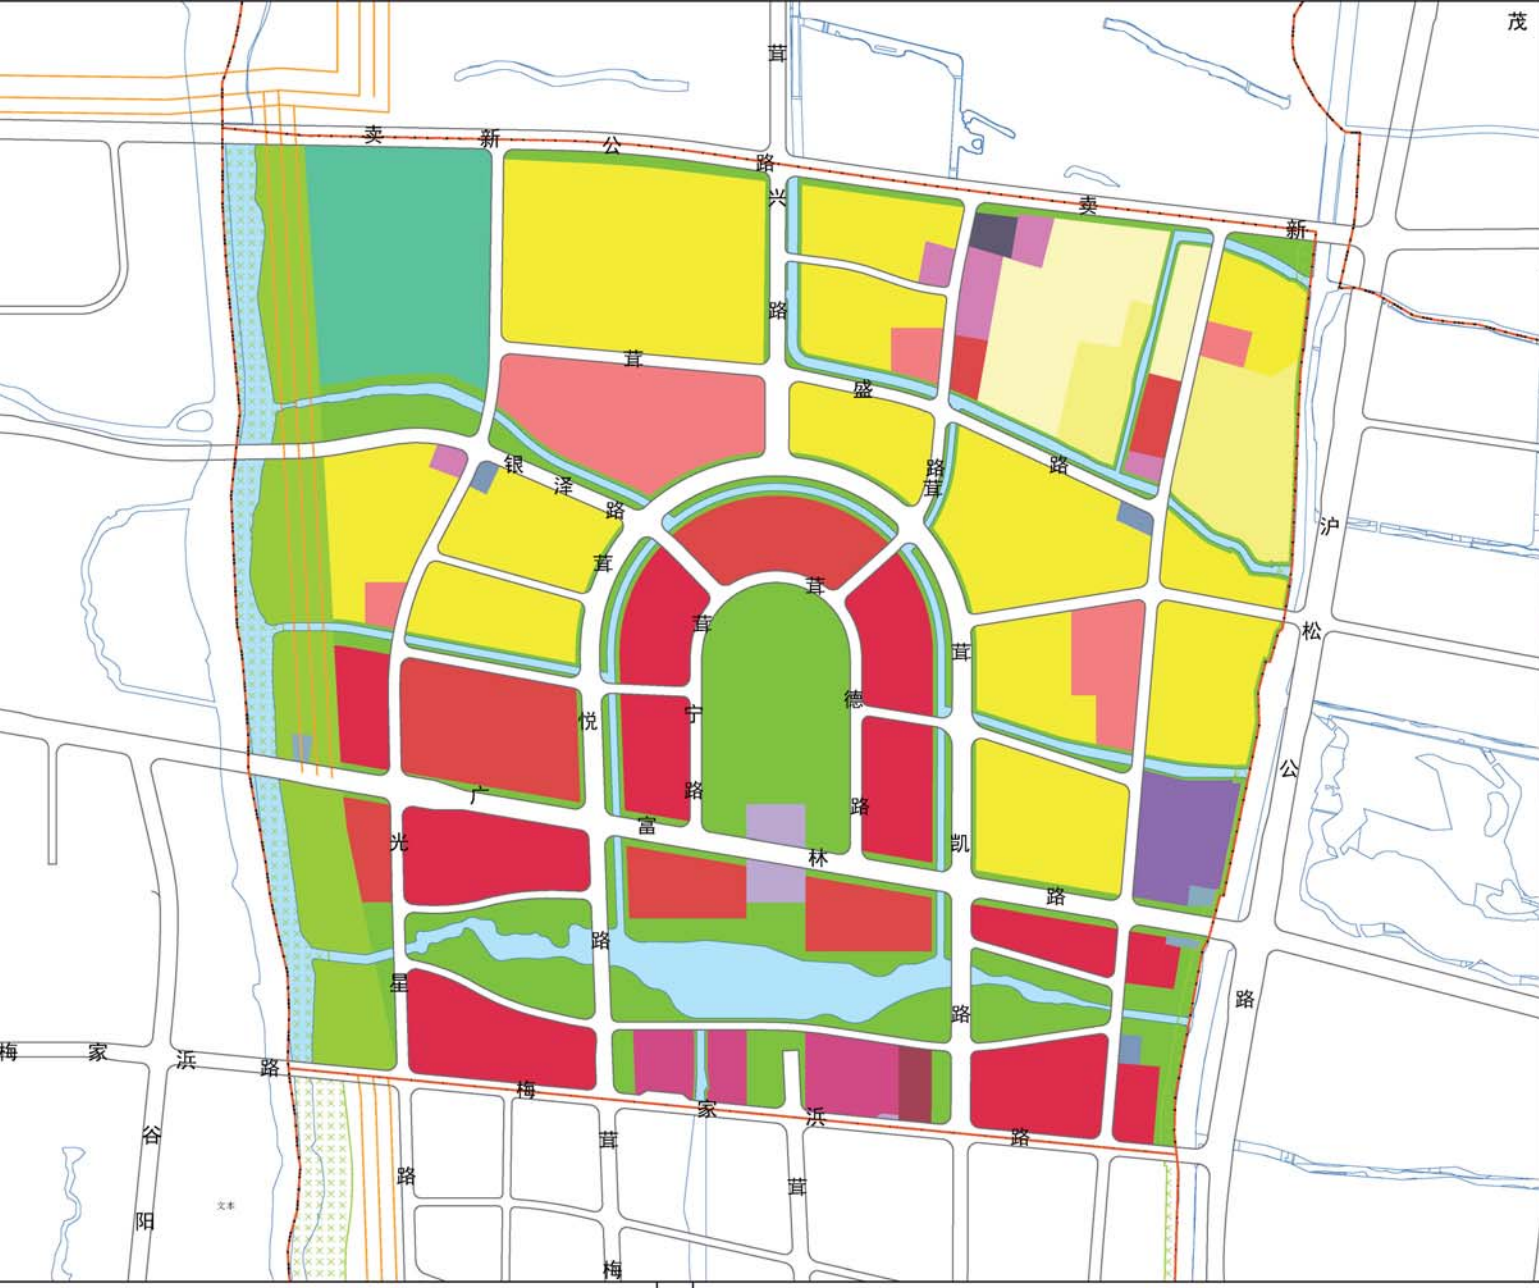 茂
茸
卖 新 公 路
兴
路
卖 新
茸 盛 路
银 泽 路
茸
悦
路
茸
宁
路
茸
德
路
路
茸
茸
凯
路
沪
松
公
路
广 富 林 路
光
星
路
梅 家 浜 路
梅 家 浜 路
谷
阳
文本
茸
梅
茸